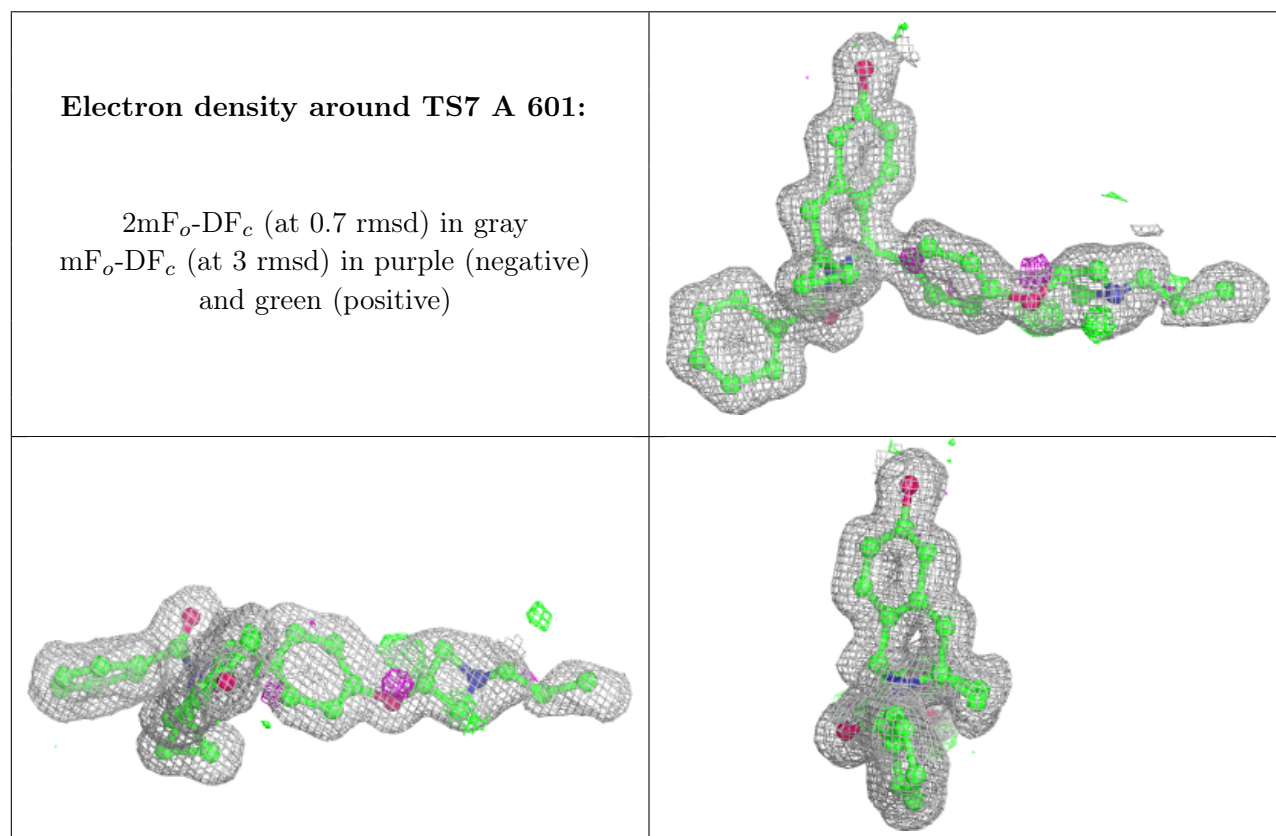 Electron density around TS7 A 601:
2mFo-DFc (at 0.7 rmsd) in gray
mFo-DFc (at 3 rmsd) in purple (negative)
and green (positive)